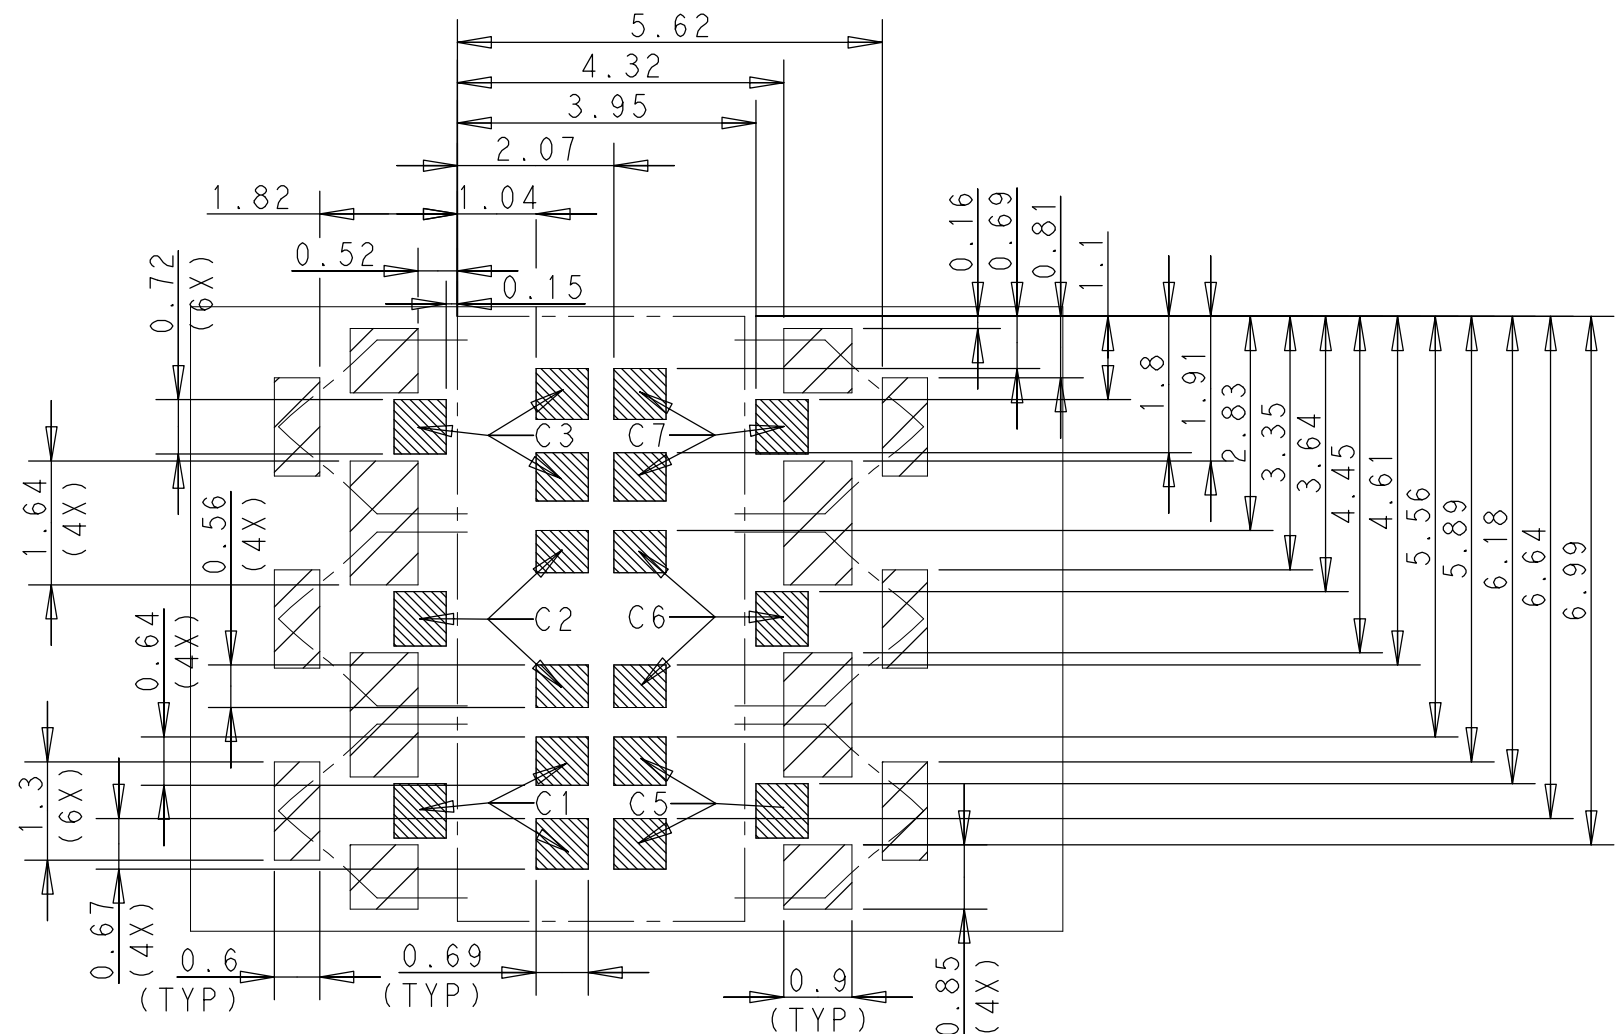 5.62
4.32
3.95
2.07
1.82
1.04
0.52
0.15
0.72
(6X)
0.16
0.69
0.81
1.1
1.8
1.91
2.83
3.35
3.64
4.45
4.61
5.56
5.89
6.18
6.64
6.99
C3
C7
1.64
(4X)
0.56
(4X)
C2
C6
0.64
(4X)
1.3
(6X)
C1
C5
0.67
(4X)
0.6
(TYP)
0.69
(TYP)
0.9
(TYP)
0.85
(4X)